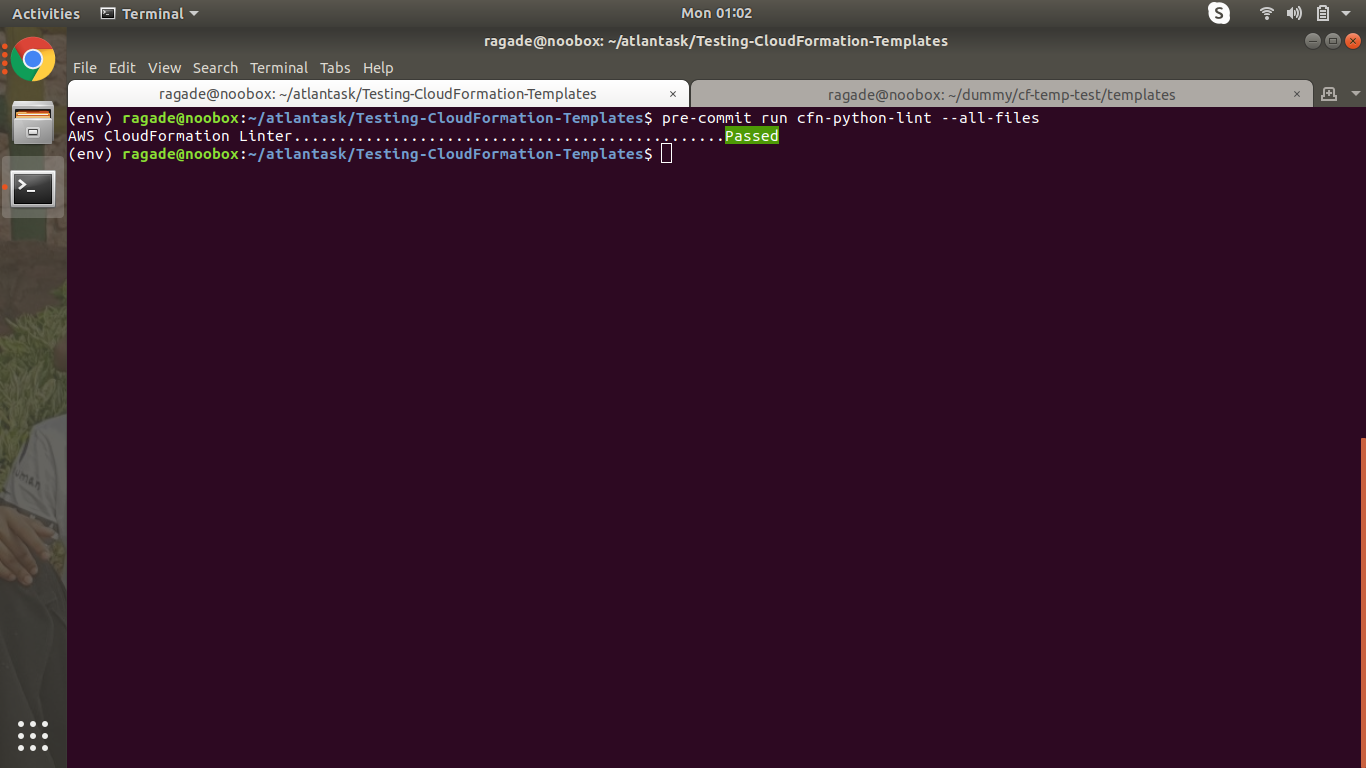 Activities Terminal Mon 01:02
ragade@noobox: ~/atlantask/Testing-CloudFormation-Templates
File Edit View Search Terminal Tabs Help
ragade@noobox: ~/atlantask/Testing-CloudFormation-Templates × ragade@noobox: ~/dummy/cf-temp-test/templates ×
(env) ragade@noobox:~/atlantask/Testing-CloudFormation-Templates$ pre-commit run cfn-python-lint --all-files
AWS CloudFormation Linter................................................Passed
(env) ragade@noobox:~/atlantask/Testing-CloudFormation-Templates$